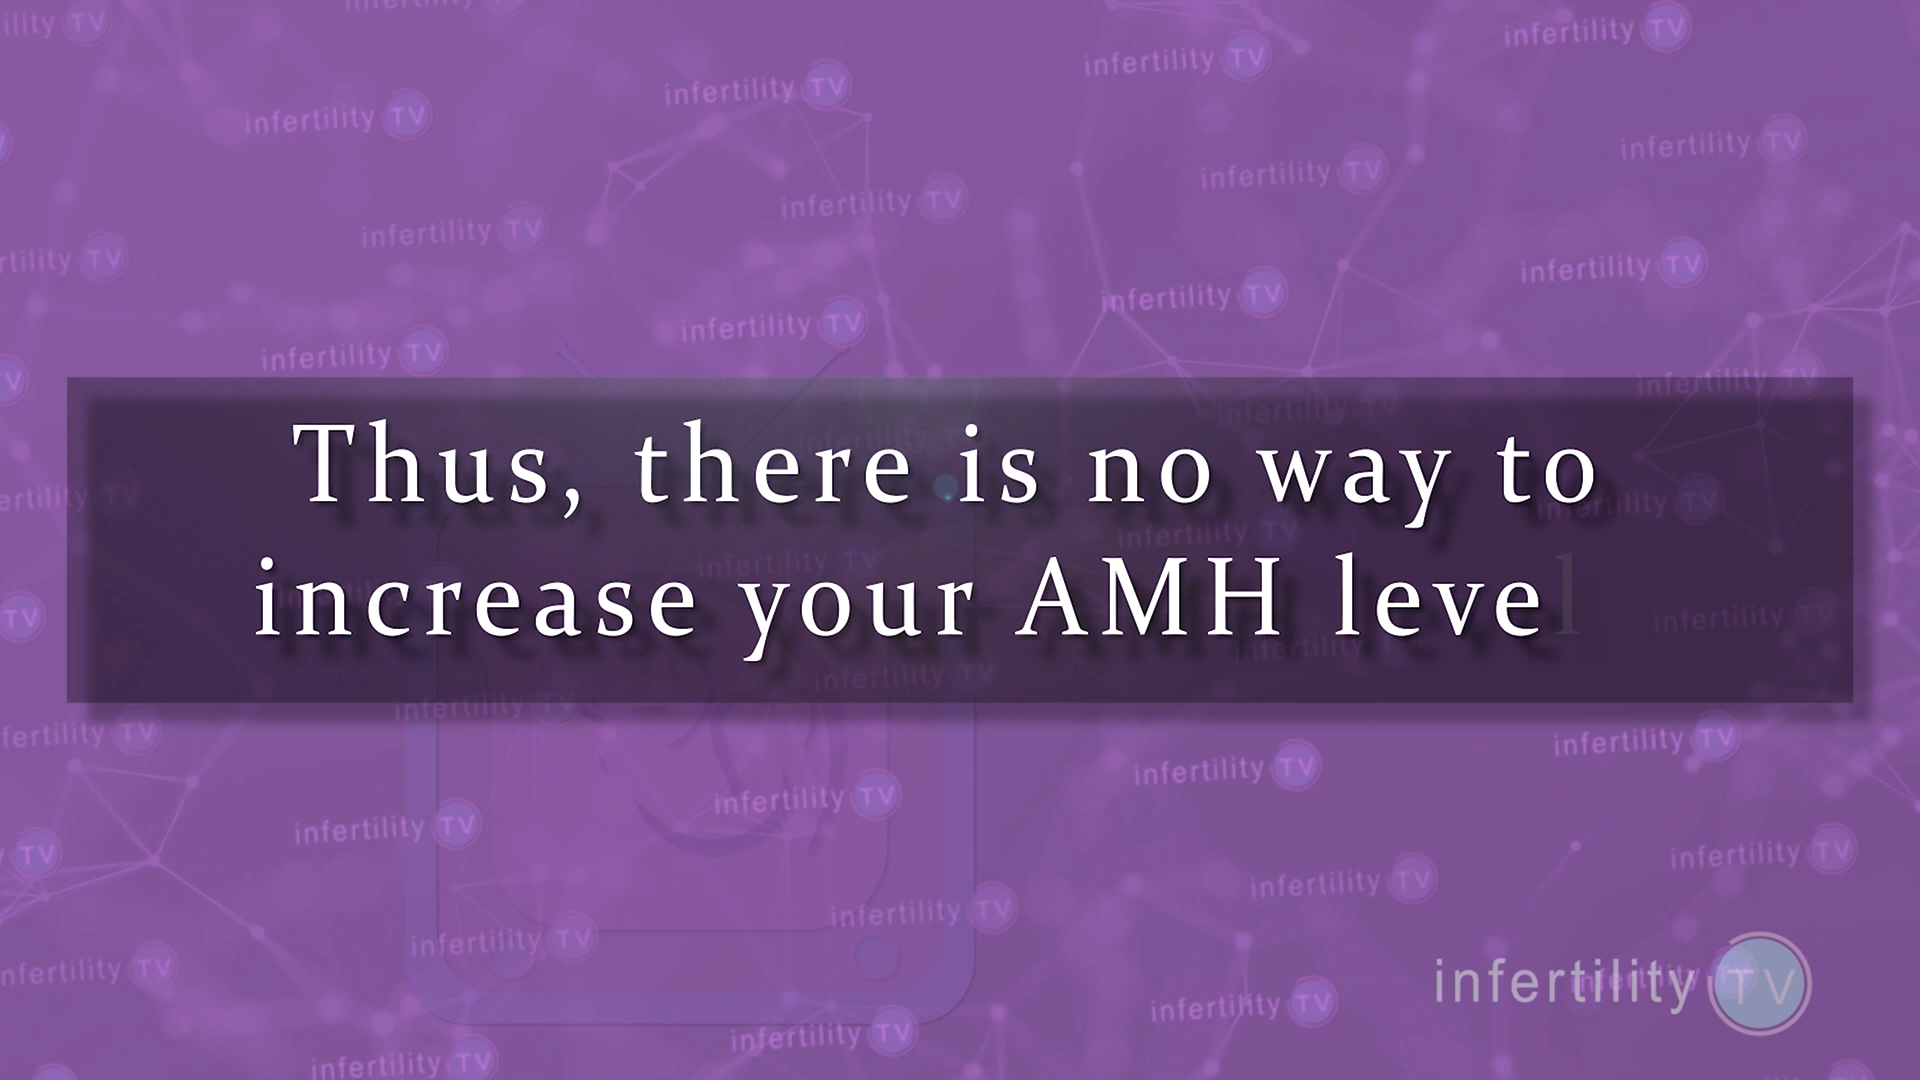 Thus, there is no way to
increase your AMH level
infertility TV